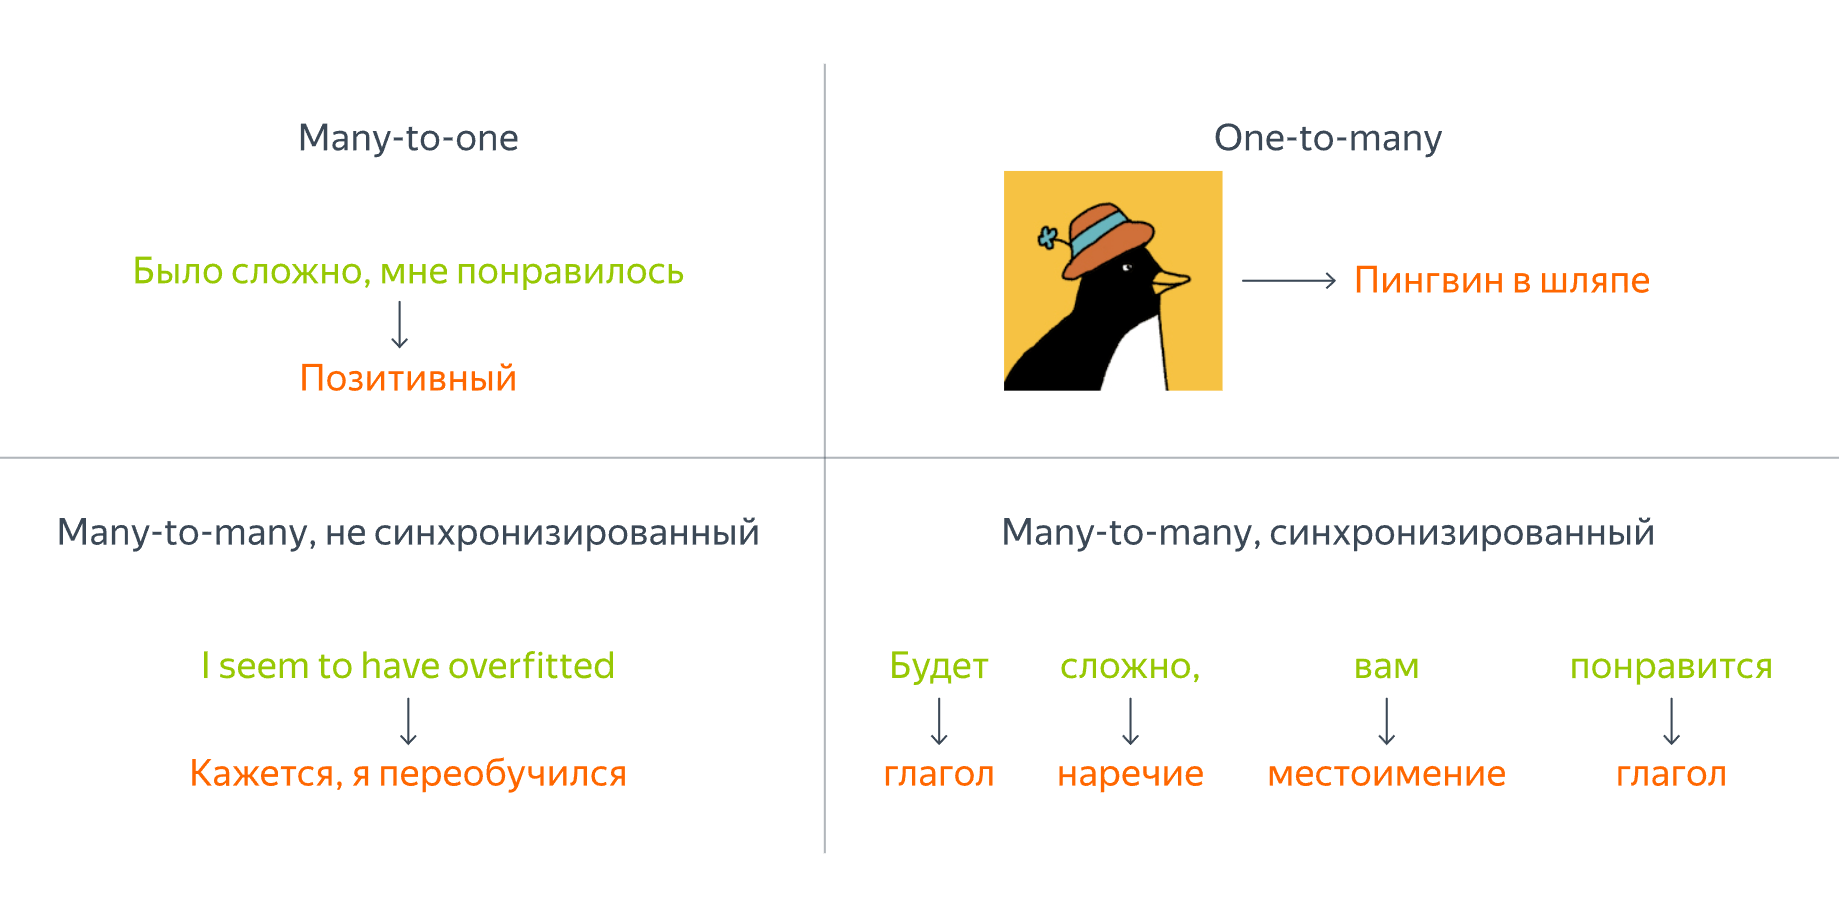 Many-to-one
Было сложно, мне понравилось
Позитивный
One-to-many
Пингвин в шляпе
Many-to-many, не синхронизированный
I seem to have overfitted
Кажется, я переобучился
Many-to-many, синхронизированный
Будет сложно, вам понравится
глагол наречие местоимение глагол